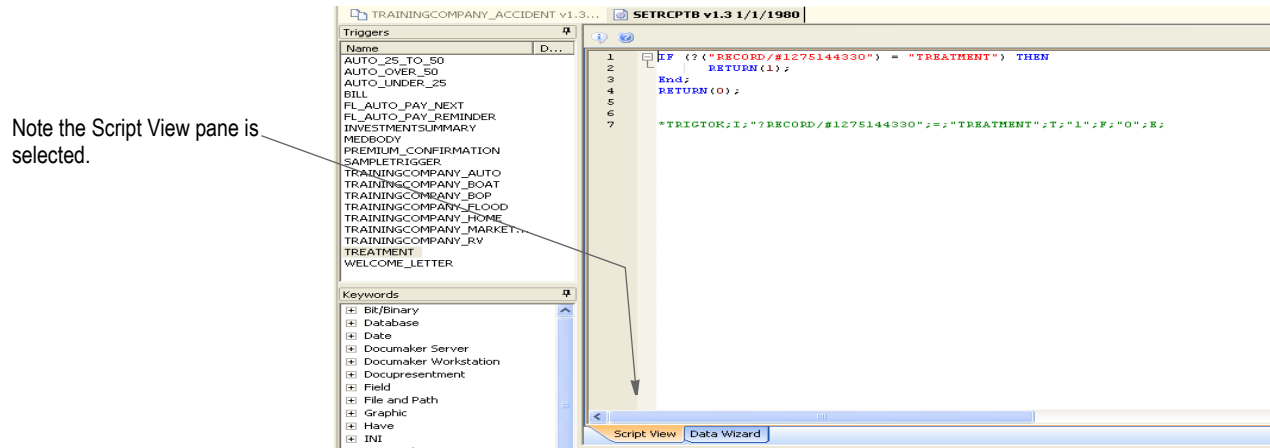 TRAININGCOMPANY_ACCIDENT v1.3...
SETRCPTB v1.3 1/1/1980
Triggers
Name D...
AUTO_25_TO_50
AUTO_OVER_50
AUTO_UNDER_25
BILL
FL_AUTO_PAY_NEXT
FL_AUTO_PAY_REMINDER
INVESTMENTSUMMARY
MEDBODY
PREMIUM_CONFIRMATION
SAMPLETRIGGER
TRAININGCOMPANY_AUTO
TRAININGCOMPANY_BOAT
TRAININGCOMPANY_BOP
TRAININGCOMPANY_FLOOD
TRAININGCOMPANY_HOME
TRAININGCOMPANY_MARKET...
TRAININGCOMPANY_RV
TREATMENT
WELCOME_LETTER
Note the Script View pane is
selected.
Keywords
Bit/Binary
Database
Date
Documaker Server
Documaker Workstation
Docupresentment
Field
File and Path
Graphic
Have
INI
1 IF (?("RECORD/#1275144330") = "TREATMENT") THEN
2 RETURN(1);
3 End;
4 RETURN(0);
5
6
7 *TRIGTOK;I;"?RECORD/#1275144330";=;"TREATMENT";T;"1";F;"0";E;
Script View Data Wizard